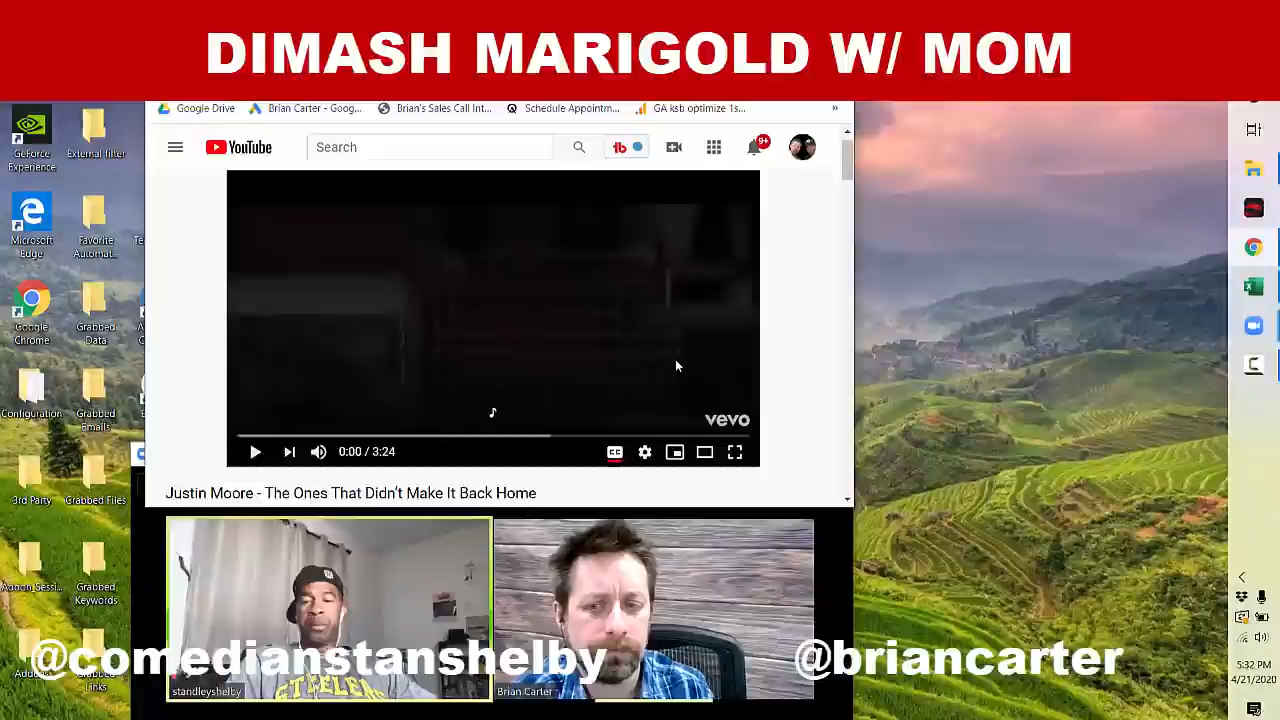 DIMASH MARIGOLD W/ MOM
Google Drive
Brian Carter - Goog...
Brian's Sales Call Int...
Schedule Appointm...
GA ksb optimize 1s...
»
GeForce
Experience
External filter
YouTube
Search
9+
Microsoft
Edge
Favorite
Automat...
vevo
0:00 / 3:24
CC
Google
Chrome
Grabbed
Data
Configuration
Grabbed
Emails
3rd Party
Grabbed Files
Justin Moore - The Ones That Didn't Make It Back Home
Grabbed
Keywords
STEELERS
@comedianstanshelby
@briancarter
standleyshelby
Brian Carter
5:32 PM
4/21/2020